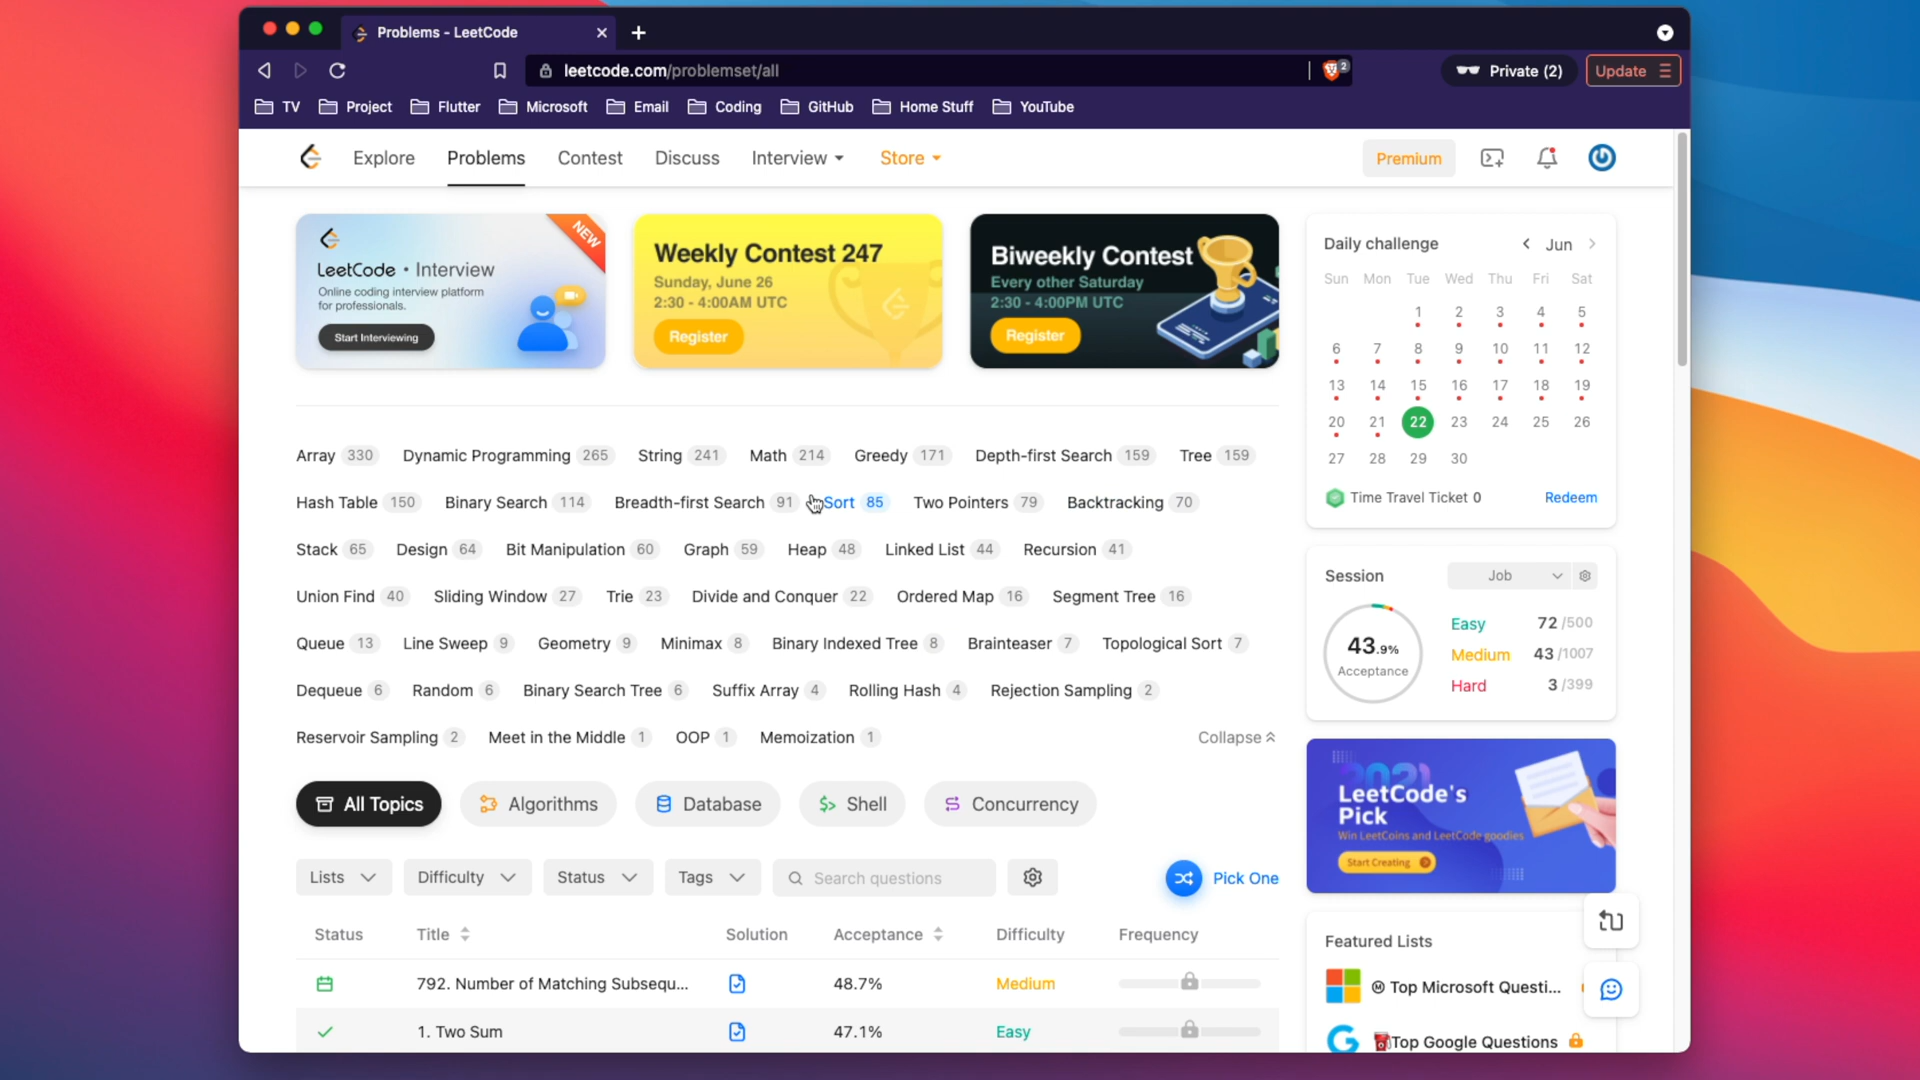 Problems - LeetCode
leetcode.com/problemset/all
2
Private (2)
Update
TV Project Flutter Microsoft Email Coding GitHub Home Stuff YouTube
Explore Problems Contest Discuss Interview Store
Premium
NEW
LeetCode • Interview
Online coding interview platform
for professionals.
Start Interviewing
Weekly Contest 247
Sunday, June 26
2:30 - 4:00AM UTC
Register
Biweekly Contest
Every other Saturday
2:30 - 4:00PM UTC
Register
Daily challenge
Jun
Sun Mon Tue Wed Thu Fri Sat
1 2 3 4 5
6 7 8 9 10 11 12
13 14 15 16 17 18 19
20 21 22 23 24 25 26
27 28 29 30
Time Travel Ticket 0 Redeem
Array 330 Dynamic Programming 265 String 241 Math 214 Greedy 171 Depth-first Search 159 Tree 159
Hash Table 150 Binary Search 114 Breadth-first Search 91 Sort 85 Two Pointers 79 Backtracking 70
Stack 65 Design 64 Bit Manipulation 60 Graph 59 Heap 48 Linked List 44 Recursion 41
Union Find 40 Sliding Window 27 Trie 23 Divide and Conquer 22 Ordered Map 16 Segment Tree 16
Queue 13 Line Sweep 9 Geometry 9 Minimax 8 Binary Indexed Tree 8 Brainteaser 7 Topological Sort 7
Dequeue 6 Random 6 Binary Search Tree 6 Suffix Array 4 Rolling Hash 4 Rejection Sampling 2
Reservoir Sampling 2 Meet in the Middle 1 OOP 1 Memoization 1
Collapse
Session
Job
43.9%
Acceptance
Easy 72 /500
Medium 43 /1007
Hard 3 /399
All Topics Algorithms Database $> Shell Concurrency
Lists Difficulty Status Tags Search questions
Pick One
Status Title Solution Acceptance Difficulty Frequency
792. Number of Matching Subsequ... 48.7% Medium
1. Two Sum 47.1% Easy
2021
LeetCode's
Pick
Win LeetCoins and LeetCode goodies
Start Creating
Featured Lists
Ⓜ Top Microsoft Questi...
Top Google Questions